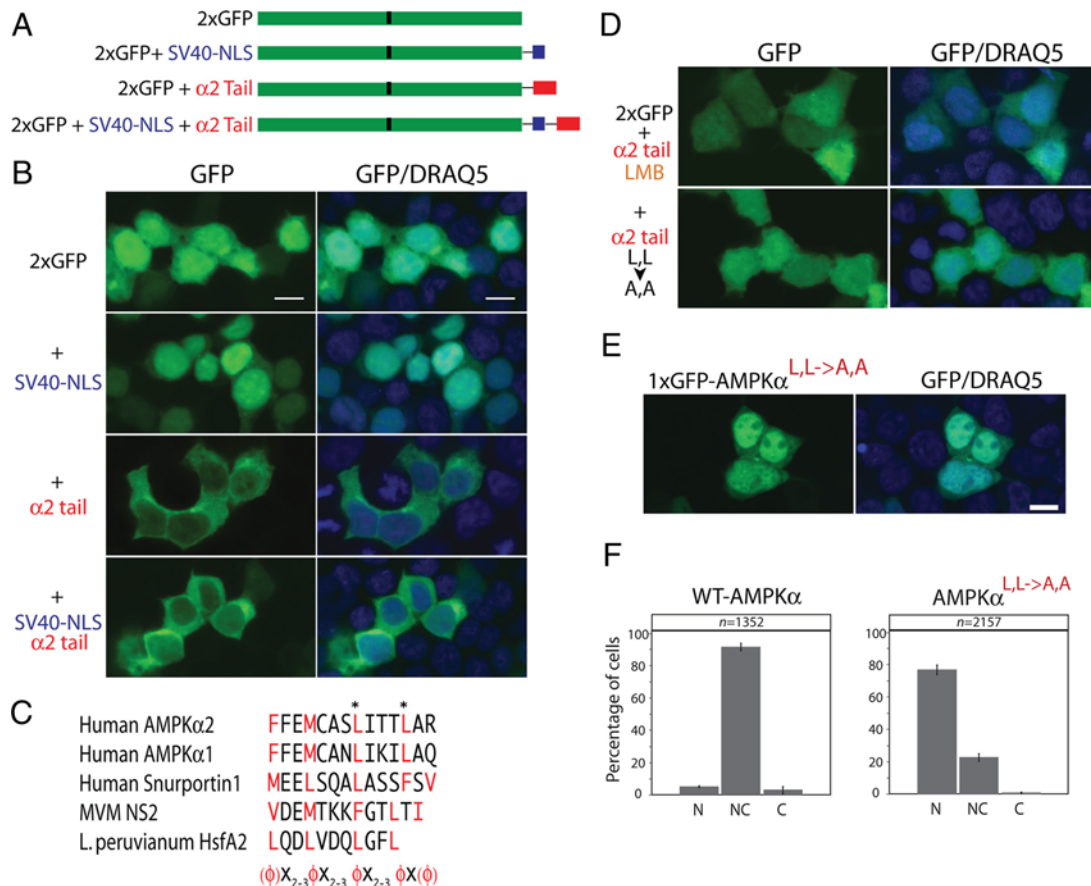 A
2xGFP
2xGFP+ SV40-NLS
2xGFP + α2 Tail
2xGFP + SV40-NLS + α2 Tail
B
GFP
GFP/DRAQ5
2xGFP
+
SV40-NLS
+
α2 tail
+
SV40-NLS
α2 tail
C
* *
Human AMPKα2 FFEMCASLITTLAR
Human AMPKα1 FFEMCANLIKILAQ
Human Snurportin1 MEELSQALASSFSV
MVM NS2 VDEMTKKFGTLTI
L. peruvianum HsfA2 LQDLVDQLGFL
(ϕ)X2-3ϕX2-3ϕX2-3ϕX(ϕ)
D
GFP
GFP/DRAQ5
2xGFP
+
α2 tail
LMB
+
α2 tail
L,L
A,A
E
1xGFP-AMPKα L,L->A,A
GFP/DRAQ5
F
WT-AMPKα
n=1352
Percentage of cells
100
80
60
40
20
0
N NC C
AMPKα L,L->A,A
n=2157
100
80
60
40
20
0
N NC C